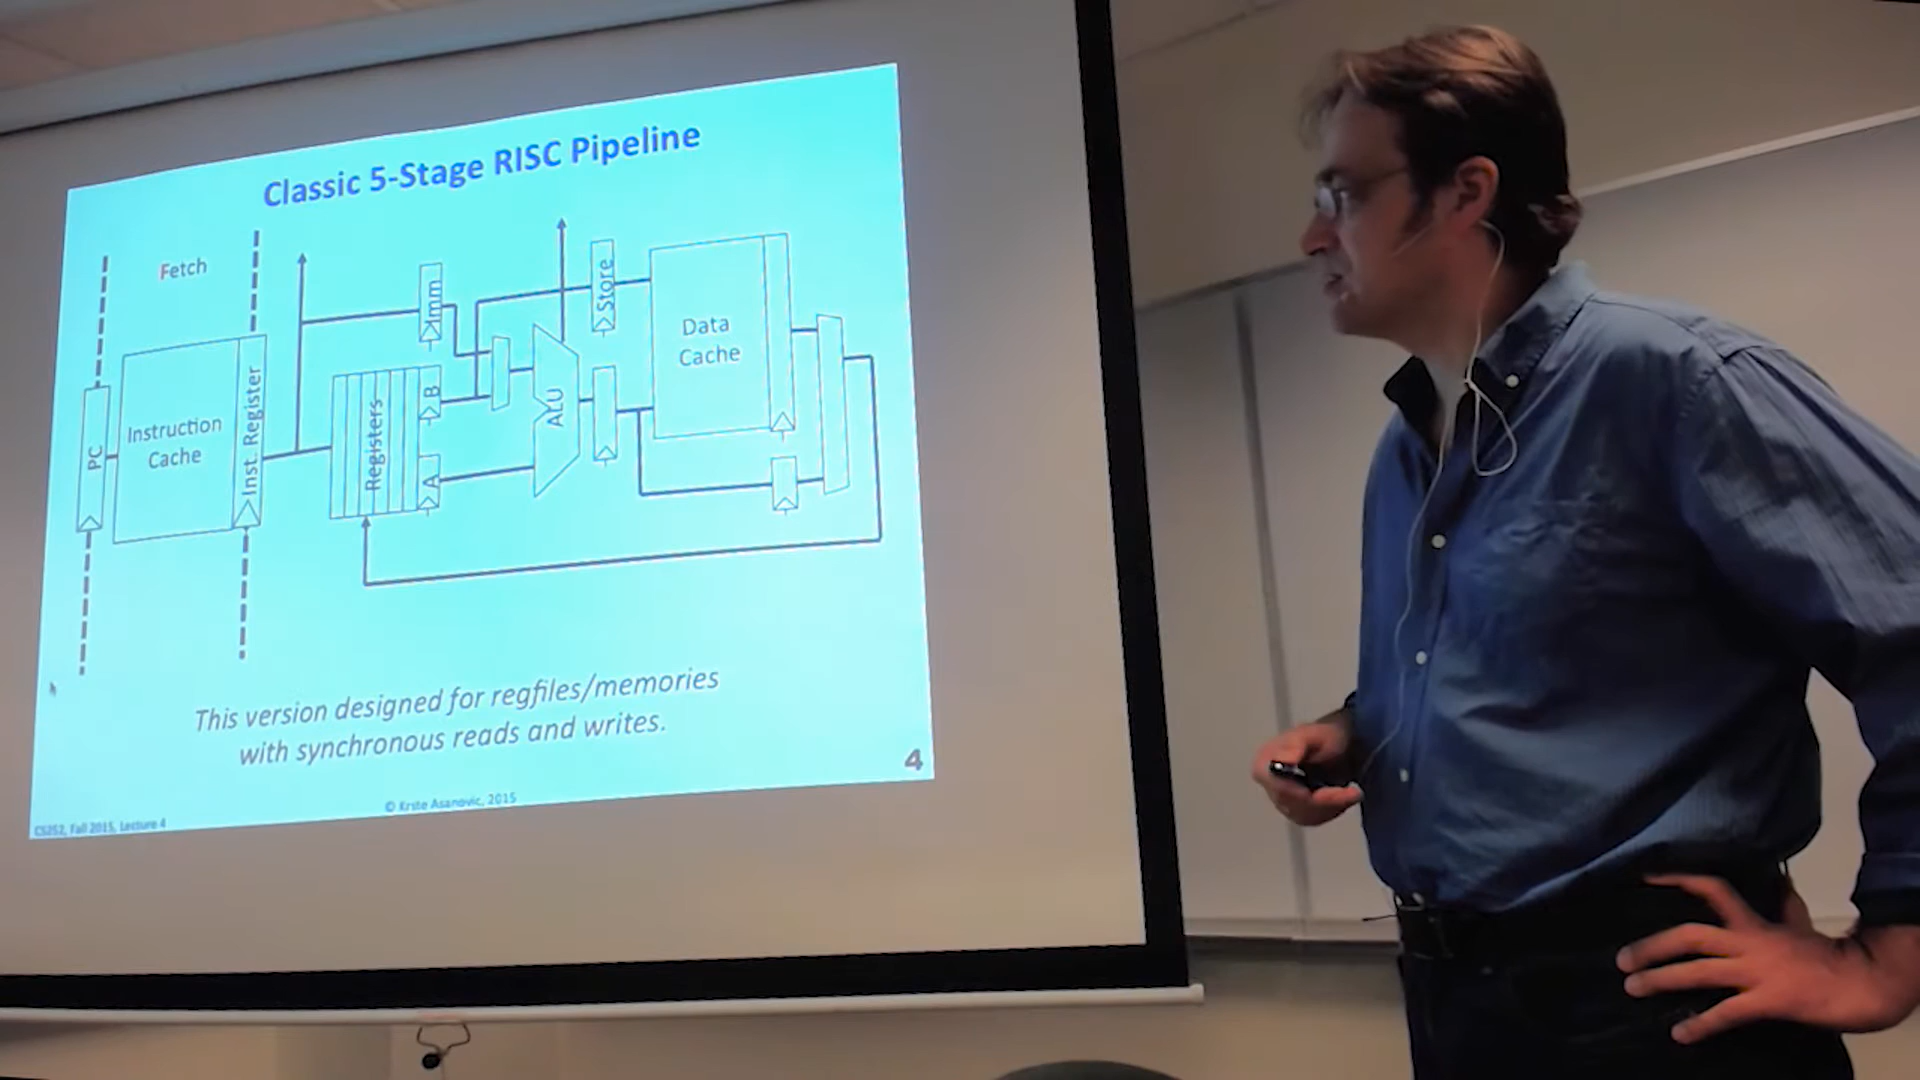 Classic 5-Stage RISC Pipeline
Fetch
PC
Instruction
Cache
Inst. Register
Registers
Imm
B
A
ALU
Store
Data
Cache
This version designed for regfiles/memories
with synchronous reads and writes.
4
© Krste Asanovic, 2015
CS252, Fall 2015, Lecture 4